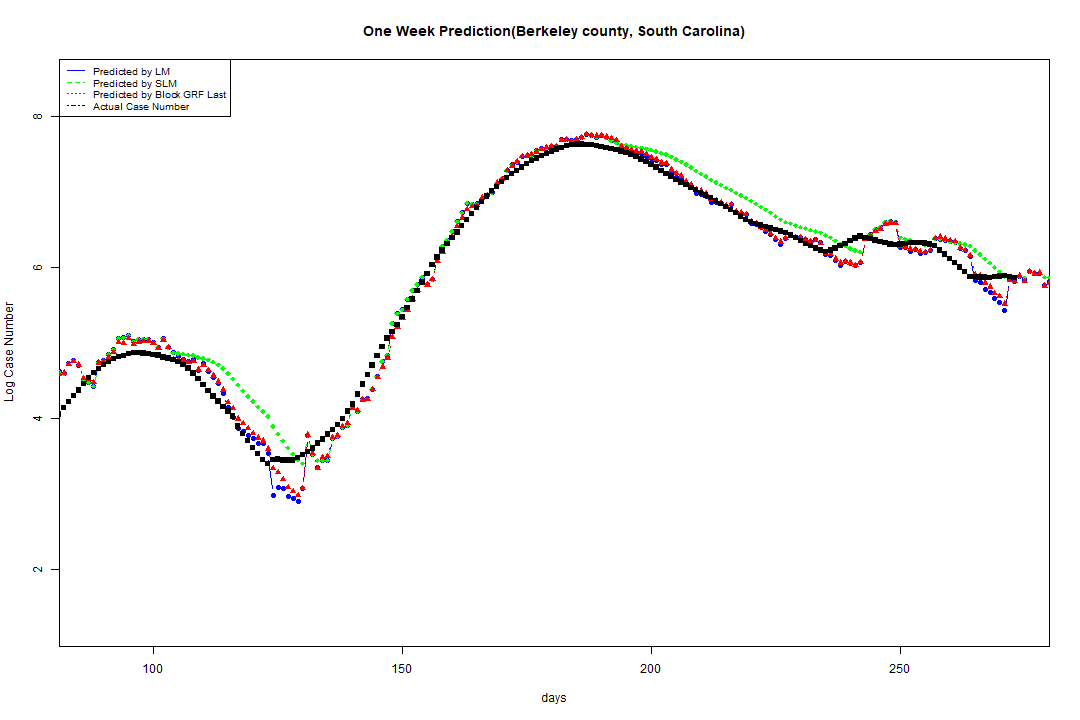 One Week Prediction(Berkeley county, South Carolina)
Predicted by LM
Predicted by SLM
Predicted by Block GRF Last
Actual Case Number
8
6
4
2
Log Case Number
100 150 200 250
days